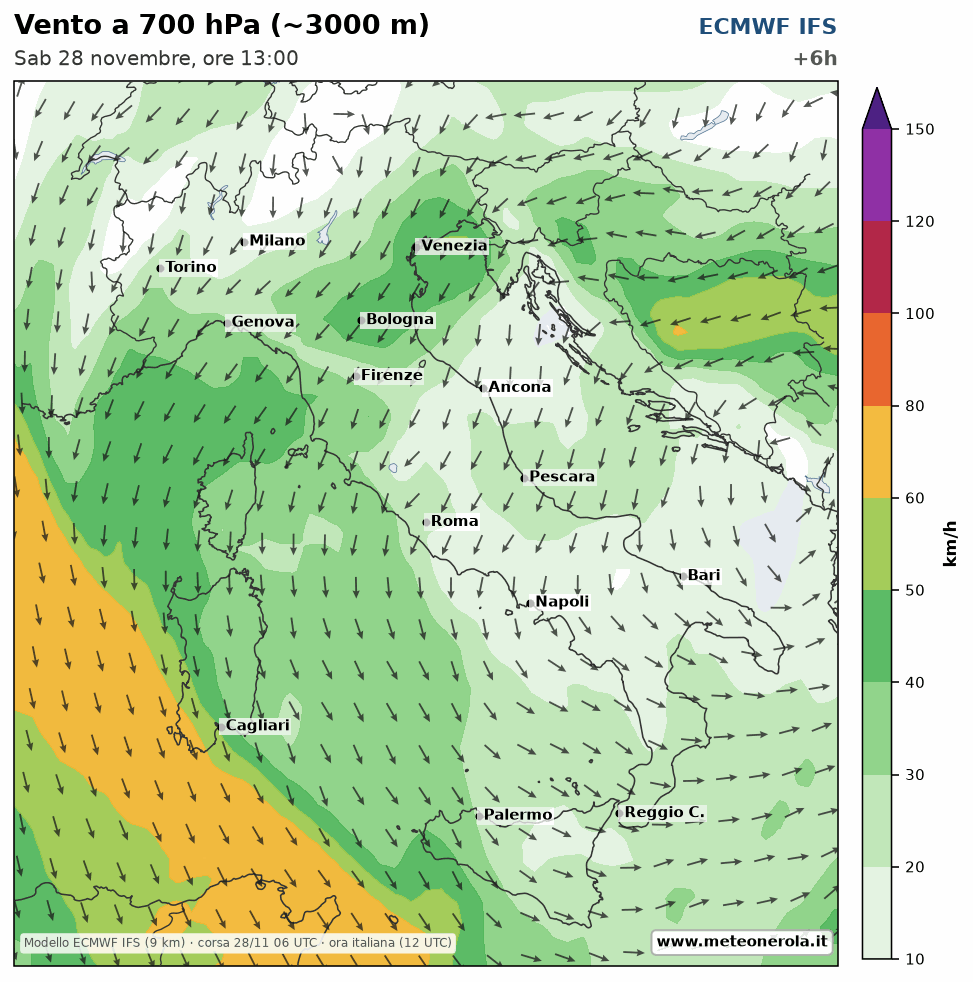 Vento a 700 hPa (~3000 m)
ECMWF IFS
Sab 28 novembre, ore 13:00
+6h
Milano
Venezia
Torino
Genova
Bologna
Firenze
Ancona
Pescara
Roma
Bari
Napoli
Cagliari
Palermo
Reggio C.
150
120
100
80
60
50
40
30
20
10
km/h
Modello ECMWF IFS (9 km) · corsa 28/11 06 UTC · ora italiana (12 UTC)
www.meteonerola.it